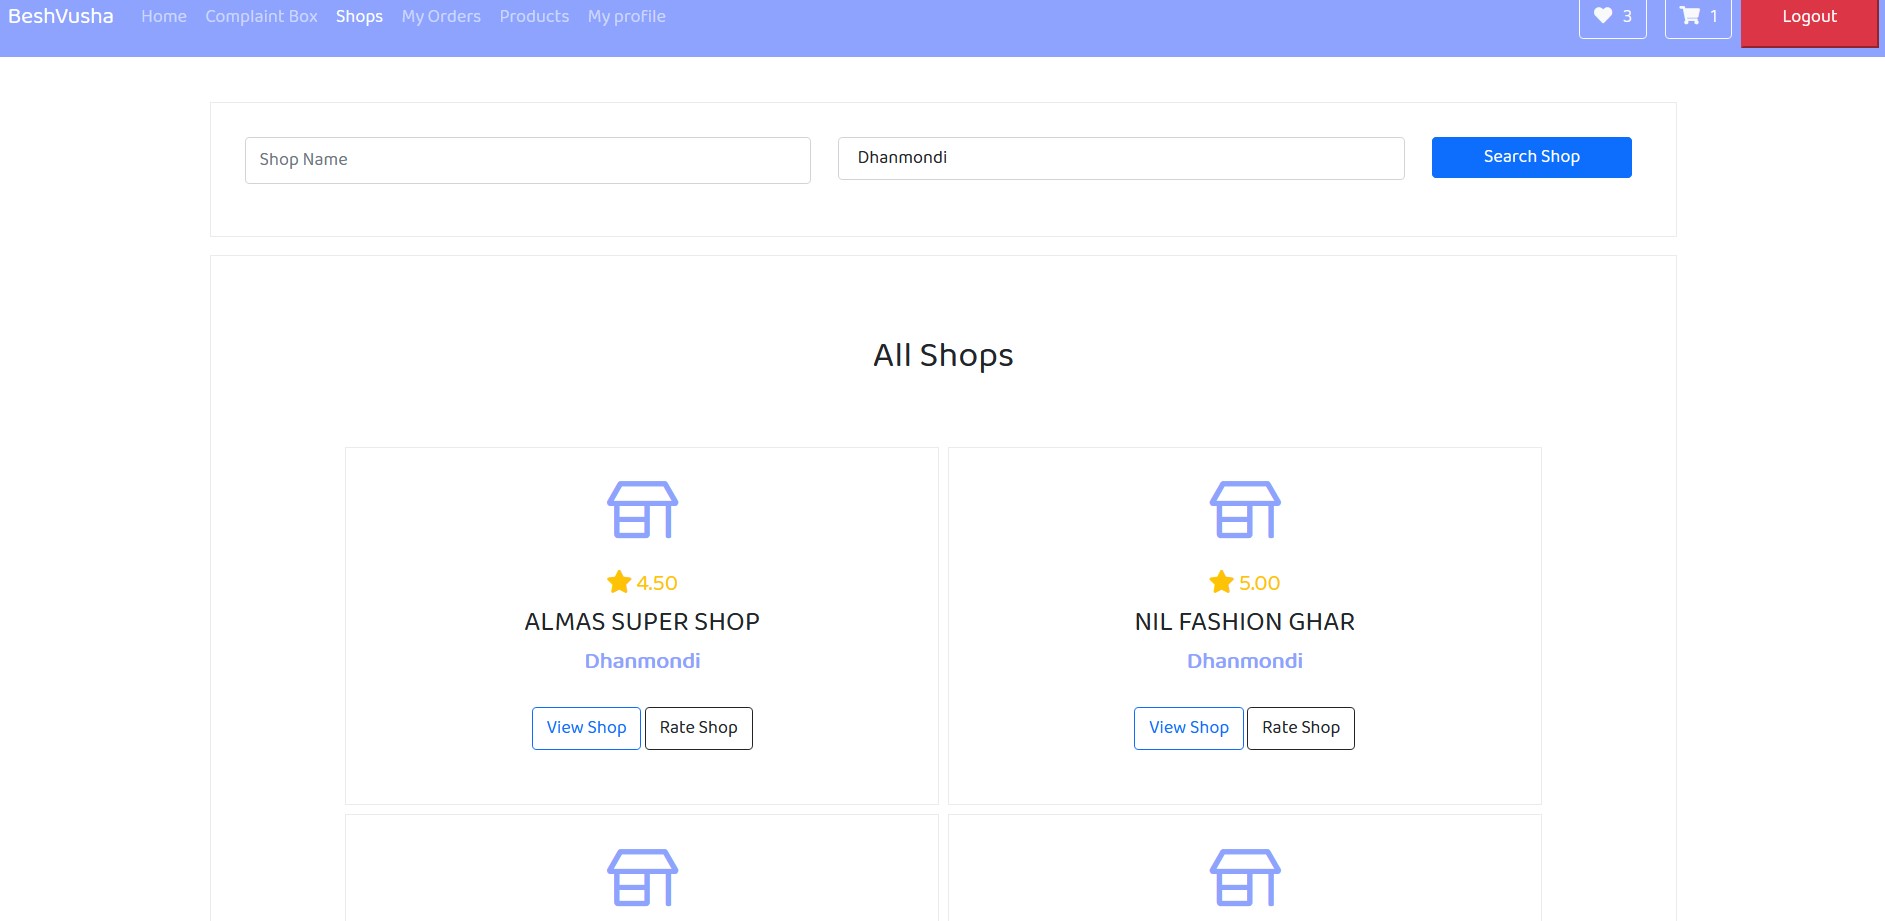 BeshVusha Home Complaint Box Shops My Orders Products My profile 3 1 Logout
Shop Name Dhanmondi Search Shop
All Shops
4.50
ALMAS SUPER SHOP
Dhanmondi
View Shop Rate Shop
5.00
NIL FASHION GHAR
Dhanmondi
View Shop Rate Shop